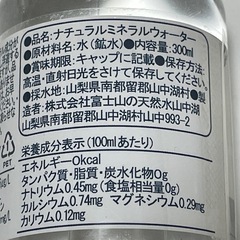 ●品名:ナチュラルミネラルウォーター
●原材料名:水(鉱水)●内容量:300ml
●賞味期限:キャップに記載●保存方法:
高温・直射日光をさけて保存してください
●採水地:山梨県南都留郡山中湖村
●製造者:株式会社富士山の天然水山中湖
山梨県南都留郡山中湖村山中993-2
栄養成分表示(100mlあたり)
エネルギー0kcal
タンパク質・脂質・炭水化物0g
ナトリウム0.45mg(食塩相当量0g)
カルシウム0.74mg マグネシウム0.29mg
カリウム0.12mg
PET